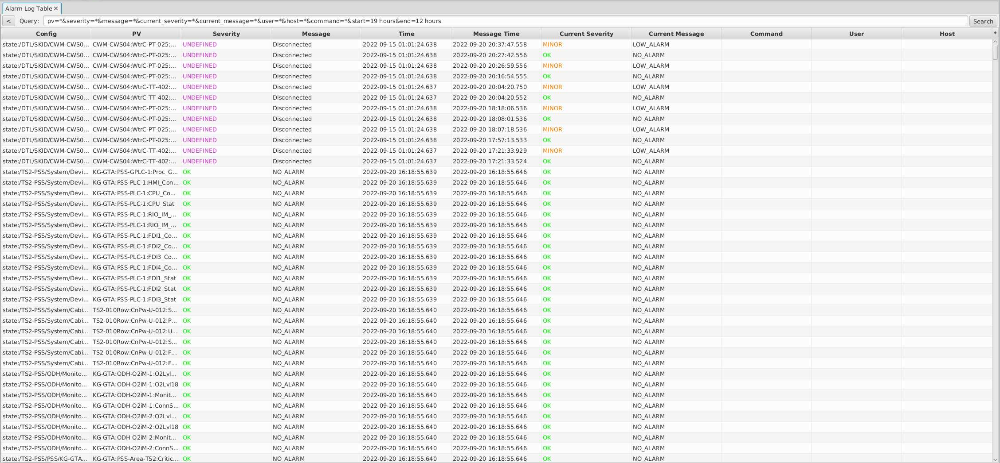 Alarm Log Table ✕
< Query: pv=*&severity=*&message=*&current_severity=*&current_message=*&user=*&host=*&command=*&start=19 hours&end=12 hours Search
Config PV Severity Message Time Message Time Current Severity Current Message Command User Host +
state:/DTL/SKID/CWM-CWS0... CWM-CWS04:WtrC-PT-025:... UNDEFINED Disconnected 2022-09-15 01:01:24.638 2022-09-20 20:37:47.558 MINOR LOW_ALARM
state:/DTL/SKID/CWM-CWS0... CWM-CWS04:WtrC-PT-025:... UNDEFINED Disconnected 2022-09-15 01:01:24.638 2022-09-20 20:27:42.556 OK NO_ALARM
state:/DTL/SKID/CWM-CWS0... CWM-CWS04:WtrC-PT-025:... UNDEFINED Disconnected 2022-09-15 01:01:24.638 2022-09-20 20:26:59.556 MINOR LOW_ALARM
state:/DTL/SKID/CWM-CWS0... CWM-CWS04:WtrC-PT-025:... UNDEFINED Disconnected 2022-09-15 01:01:24.638 2022-09-20 20:16:54.555 OK NO_ALARM
state:/DTL/SKID/CWM-CWS0... CWM-CWS04:WtrC-TT-402:... UNDEFINED Disconnected 2022-09-15 01:01:24.637 2022-09-20 20:04:20.750 MINOR LOW_ALARM
state:/DTL/SKID/CWM-CWS0... CWM-CWS04:WtrC-TT-402:... UNDEFINED Disconnected 2022-09-15 01:01:24.637 2022-09-20 20:04:20.552 OK NO_ALARM
state:/DTL/SKID/CWM-CWS0... CWM-CWS04:WtrC-PT-025:... UNDEFINED Disconnected 2022-09-15 01:01:24.638 2022-09-20 18:18:06.536 MINOR LOW_ALARM
state:/DTL/SKID/CWM-CWS0... CWM-CWS04:WtrC-PT-025:... UNDEFINED Disconnected 2022-09-15 01:01:24.638 2022-09-20 18:08:01.536 OK NO_ALARM
state:/DTL/SKID/CWM-CWS0... CWM-CWS04:WtrC-PT-025:... UNDEFINED Disconnected 2022-09-15 01:01:24.638 2022-09-20 18:07:18.536 MINOR LOW_ALARM
state:/DTL/SKID/CWM-CWS0... CWM-CWS04:WtrC-PT-025:... UNDEFINED Disconnected 2022-09-15 01:01:24.638 2022-09-20 17:57:13.533 OK NO_ALARM
state:/DTL/SKID/CWM-CWS0... CWM-CWS04:WtrC-TT-402:... UNDEFINED Disconnected 2022-09-15 01:01:24.637 2022-09-20 17:21:33.929 MINOR LOW_ALARM
state:/DTL/SKID/CWM-CWS0... CWM-CWS04:WtrC-TT-402:... UNDEFINED Disconnected 2022-09-15 01:01:24.637 2022-09-20 17:21:33.524 OK NO_ALARM
state:/TS2-PSS/System/Devi... KG-GTA:PSS-GPLC-1:Proc_G... OK NO_ALARM 2022-09-20 16:18:55.639 2022-09-20 16:18:55.646 OK NO_ALARM
state:/TS2-PSS/System/Devi... KG-GTA:PSS-PLC-1:HMI_Con... OK NO_ALARM 2022-09-20 16:18:55.639 2022-09-20 16:18:55.646 OK NO_ALARM
state:/TS2-PSS/System/Devi... KG-GTA:PSS-PLC-1:CPU_Co... OK NO_ALARM 2022-09-20 16:18:55.639 2022-09-20 16:18:55.646 OK NO_ALARM
state:/TS2-PSS/System/Devi... KG-GTA:PSS-PLC-1:CPU_Stat OK NO_ALARM 2022-09-20 16:18:55.639 2022-09-20 16:18:55.646 OK NO_ALARM
state:/TS2-PSS/System/Devi... KG-GTA:PSS-PLC-1:RIO_IM_... OK NO_ALARM 2022-09-20 16:18:55.639 2022-09-20 16:18:55.646 OK NO_ALARM
state:/TS2-PSS/System/Devi... KG-GTA:PSS-PLC-1:RIO_IM_... OK NO_ALARM 2022-09-20 16:18:55.639 2022-09-20 16:18:55.646 OK NO_ALARM
state:/TS2-PSS/System/Devi... KG-GTA:PSS-PLC-1:FDI1_Co... OK NO_ALARM 2022-09-20 16:18:55.639 2022-09-20 16:18:55.646 OK NO_ALARM
state:/TS2-PSS/System/Devi... KG-GTA:PSS-PLC-1:FDI2_Co... OK NO_ALARM 2022-09-20 16:18:55.639 2022-09-20 16:18:55.646 OK NO_ALARM
state:/TS2-PSS/System/Devi... KG-GTA:PSS-PLC-1:FDI3_Co... OK NO_ALARM 2022-09-20 16:18:55.639 2022-09-20 16:18:55.646 OK NO_ALARM
state:/TS2-PSS/System/Devi... KG-GTA:PSS-PLC-1:FDI4_Co... OK NO_ALARM 2022-09-20 16:18:55.639 2022-09-20 16:18:55.646 OK NO_ALARM
state:/TS2-PSS/System/Devi... KG-GTA:PSS-PLC-1:FDI1_Stat OK NO_ALARM 2022-09-20 16:18:55.639 2022-09-20 16:18:55.646 OK NO_ALARM
state:/TS2-PSS/System/Devi... KG-GTA:PSS-PLC-1:FDI2_Stat OK NO_ALARM 2022-09-20 16:18:55.639 2022-09-20 16:18:55.646 OK NO_ALARM
state:/TS2-PSS/System/Devi... KG-GTA:PSS-PLC-1:FDI3_Stat OK NO_ALARM 2022-09-20 16:18:55.639 2022-09-20 16:18:55.646 OK NO_ALARM
state:/TS2-PSS/System/Cabi... TS2-010Row:CnPw-U-012:S... OK NO_ALARM 2022-09-20 16:18:55.640 2022-09-20 16:18:55.646 OK NO_ALARM
state:/TS2-PSS/System/Cabi... TS2-010Row:CnPw-U-012:P... OK NO_ALARM 2022-09-20 16:18:55.640 2022-09-20 16:18:55.646 OK NO_ALARM
state:/TS2-PSS/System/Cabi... TS2-010Row:CnPw-U-012:U... OK NO_ALARM 2022-09-20 16:18:55.640 2022-09-20 16:18:55.646 OK NO_ALARM
state:/TS2-PSS/System/Cabi... TS2-010Row:CnPw-U-012:S... OK NO_ALARM 2022-09-20 16:18:55.640 2022-09-20 16:18:55.646 OK NO_ALARM
state:/TS2-PSS/System/Cabi... TS2-010Row:CnPw-U-012:F... OK NO_ALARM 2022-09-20 16:18:55.640 2022-09-20 16:18:55.646 OK NO_ALARM
state:/TS2-PSS/System/Cabi... TS2-010Row:CnPw-U-012:F... OK NO_ALARM 2022-09-20 16:18:55.640 2022-09-20 16:18:55.646 OK NO_ALARM
state:/TS2-PSS/ODH/Monito... KG-GTA:ODH-O2iM-1:O2Lvl... OK NO_ALARM 2022-09-20 16:18:55.640 2022-09-20 16:18:55.646 OK NO_ALARM
state:/TS2-PSS/ODH/Monito... KG-GTA:ODH-O2iM-1:O2Lvl18 OK NO_ALARM 2022-09-20 16:18:55.640 2022-09-20 16:18:55.646 OK NO_ALARM
state:/TS2-PSS/ODH/Monito... KG-GTA:ODH-O2iM-1:Monit... OK NO_ALARM 2022-09-20 16:18:55.640 2022-09-20 16:18:55.646 OK NO_ALARM
state:/TS2-PSS/ODH/Monito... KG-GTA:ODH-O2iM-1:ConnS... OK NO_ALARM 2022-09-20 16:18:55.640 2022-09-20 16:18:55.646 OK NO_ALARM
state:/TS2-PSS/ODH/Monito... KG-GTA:ODH-O2iM-2:O2Lvl... OK NO_ALARM 2022-09-20 16:18:55.640 2022-09-20 16:18:55.646 OK NO_ALARM
state:/TS2-PSS/ODH/Monito... KG-GTA:ODH-O2iM-2:O2Lvl18 OK NO_ALARM 2022-09-20 16:18:55.640 2022-09-20 16:18:55.646 OK NO_ALARM
state:/TS2-PSS/ODH/Monito... KG-GTA:ODH-O2iM-2:Monit... OK NO_ALARM 2022-09-20 16:18:55.640 2022-09-20 16:18:55.646 OK NO_ALARM
state:/TS2-PSS/ODH/Monito... KG-GTA:ODH-O2iM-2:ConnS... OK NO_ALARM 2022-09-20 16:18:55.640 2022-09-20 16:18:55.646 OK NO_ALARM
state:/TS2-PSS/PSS/KG-GTA... KG-GTA:PSS-Area-TS2:Critic... OK NO_ALARM 2022-09-20 16:18:55.640 2022-09-20 16:18:55.646 OK NO_ALARM